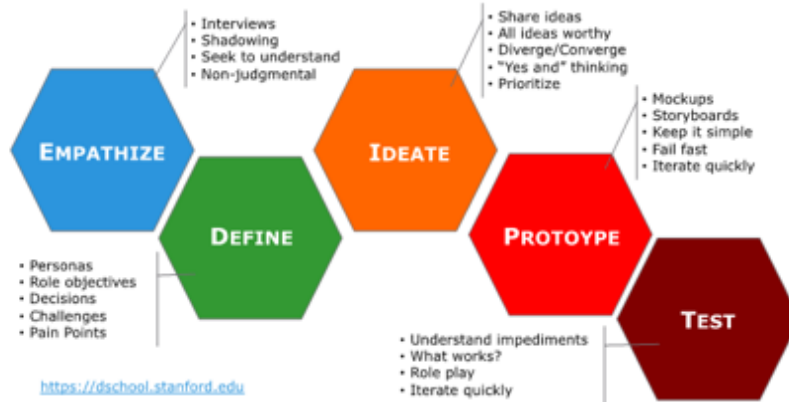 • Interviews
• Shadowing
• Seek to understand
• Non-judgmental
EMPATHIZE
• Personas
• Role objectives
• Decisions
• Challenges
• Pain Points
DEFINE
• Share ideas
• All ideas worthy
• Diverge/Converge
• “Yes and” thinking
• Prioritize
IDEATE
• Mockups
• Storyboards
• Keep it simple
• Fail fast
• Iterate quickly
PROTOYPE
• Understand impediments
• What works?
• Role play
• Iterate quickly
TEST
https://dschool.stanford.edu